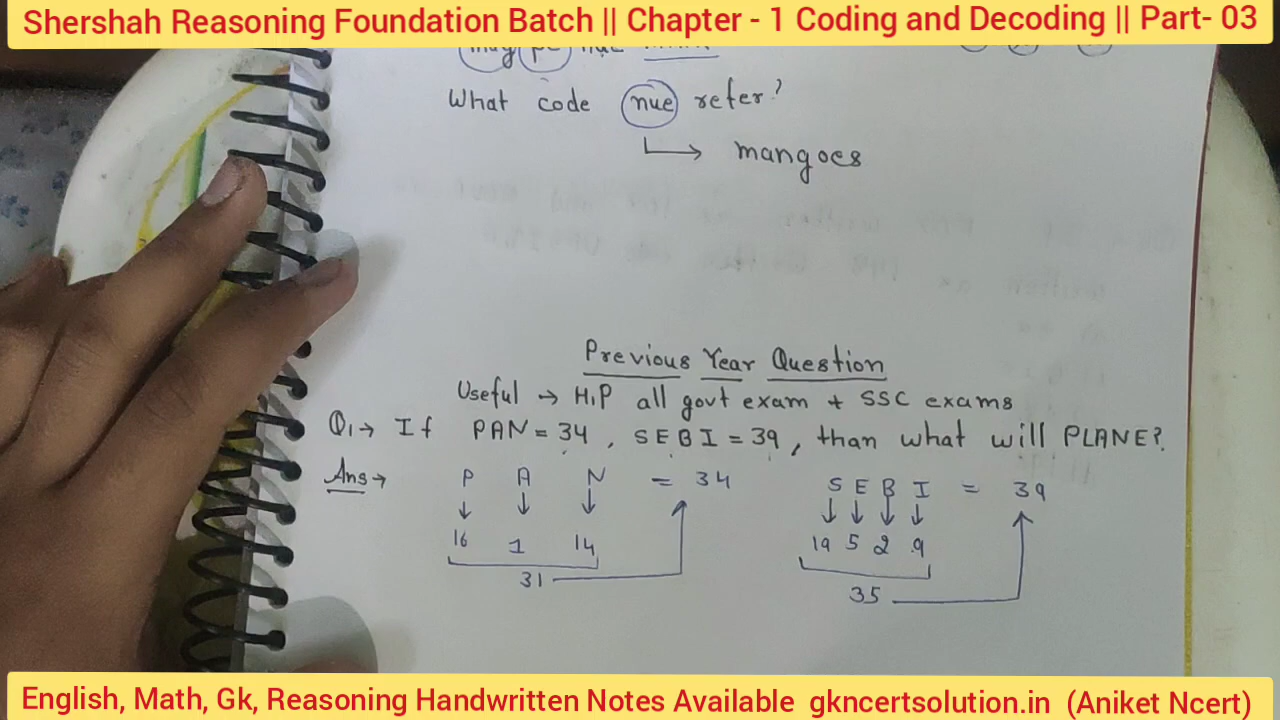 Shershah Reasoning Foundation Batch || Chapter - 1 Coding and Decoding || Part- 03
What code nue refer?
mangoes
Previous Year Question
Useful → H.P all govt exam + SSC exams
Q1→ If PAN = 34, SEBI = 39, than what will PLANE?
Ans→ P A N = 34 S E B I = 39
16 1 14 19 5 2 9
31 35
English, Math, Gk, Reasoning Handwritten Notes Available gkncertsolution.in (Aniket Ncert)